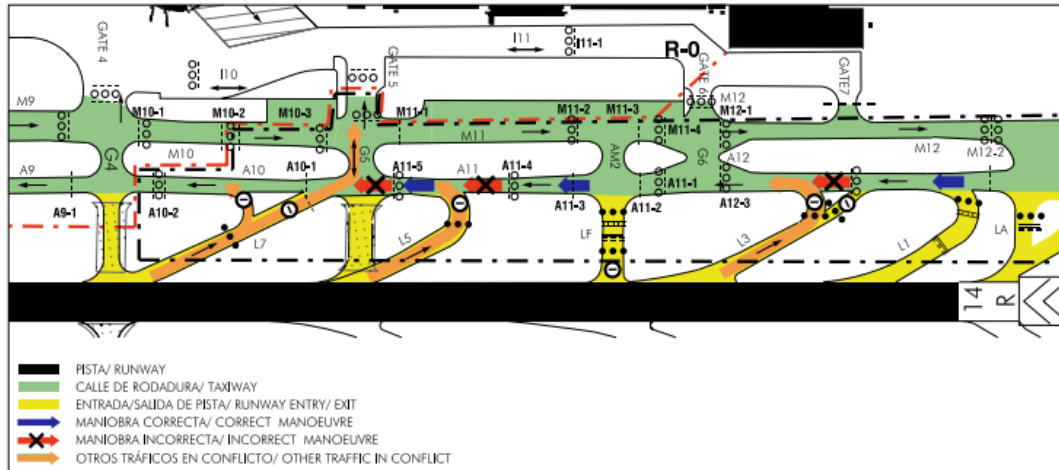 GATE 4
GATE 5
I11-1
I11
R-0
I10
GATE 6
GATE7
M9
M10-1
M10-2
M10-3
M11-1
M11-2
M11-3
M12
M12-1
M11-4
M11
G4
M10
G5
AM2
G6
A12
M12
M12-2
A9
A10
A10-1
A11-5
A11
A11-4
A11-1
A9-1
A10-2
A11-3
A11-2
A12-3
L7
L5
LF
L3
L1
LA
14
R
PISTA/ RUNWAY
CALLE DE RODADURA/ TAXIWAY
ENTRADA/SALIDA DE PISTA/ RUNWAY ENTRY/ EXIT
MANIOBRA CORRECTA/ CORRECT MANOEUVRE
MANIOBRA INCORRECTA/ INCORRECT MANOEUVRE
OTROS TRÁFICOS EN CONFLICTO/ OTHER TRAFFIC IN CONFLICT